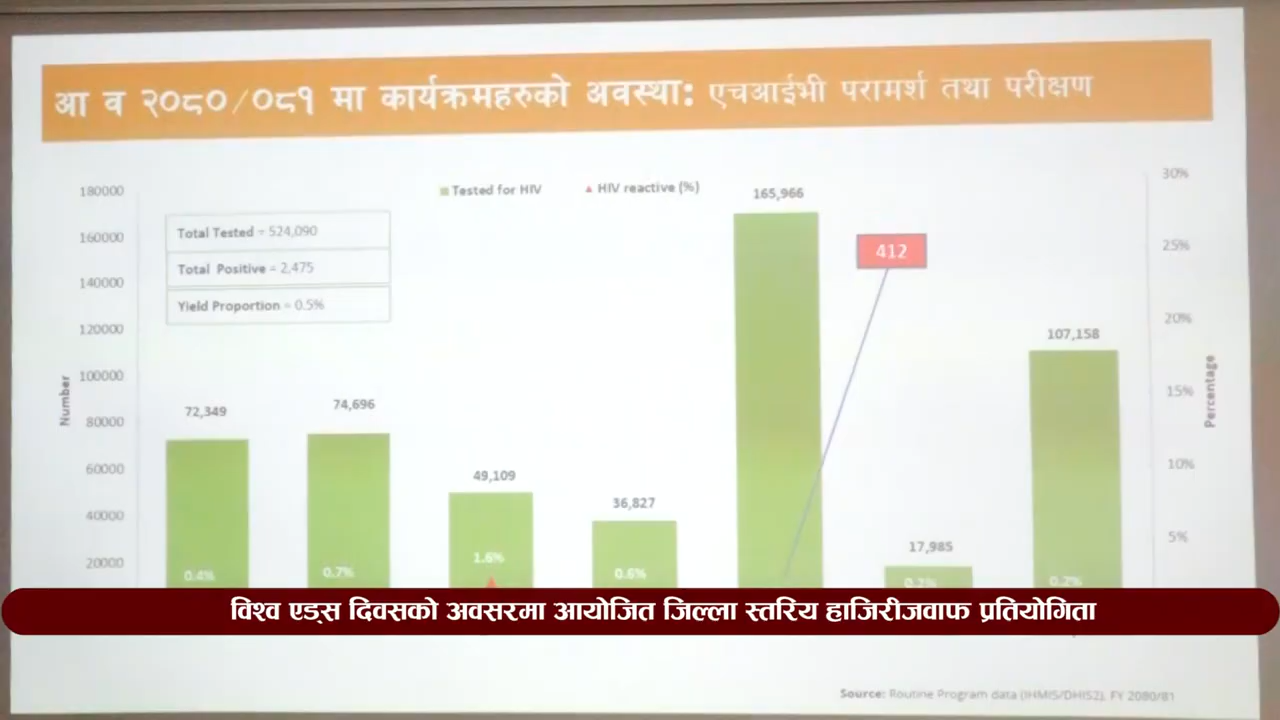 आ व २०८०/०८१ मा कार्यक्रमहरुको अवस्था: एचआईभी परामर्श तथा परीक्षण
Tested for HIV
HIV reactive (%)
180000
160000
140000
120000
100000
80000
60000
40000
20000
Number
Total Tested = 524,090
Total Positive = 2,475
Yield Proportion = 0.5%
72,349
74,696
49,109
36,827
165,966
17,985
107,158
412
0.4%
0.7%
1.6%
0.6%
0.2%
30%
25%
20%
15%
10%
5%
Percentage
विश्व एड्स दिवसको अवसरमा आयोजित जिल्ला स्तरिय हाजिरीजवाफ प्रतियोगिता
Source: Routine Program data (IHMIS/DHIS2), FY 2080/81